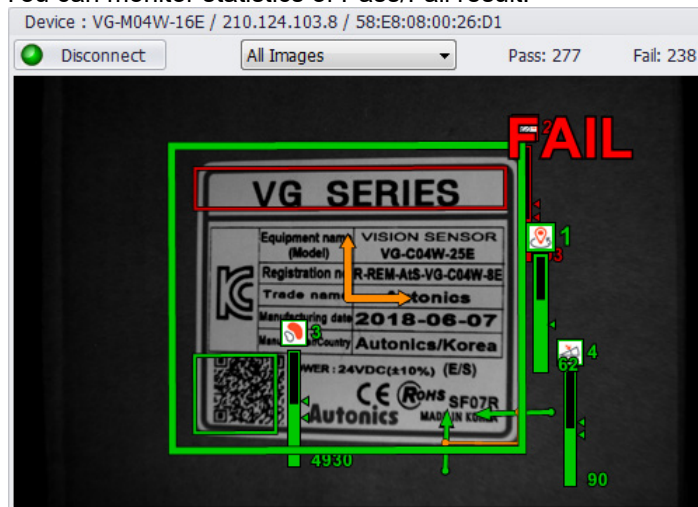 You can monitor statistics of Pass/Fail result.
Device : VG-M04W-16E / 210.124.103.8 / 58:E8:08:00:26:D1
Disconnect All Images Pass: 277 Fail: 238
FAIL
2
VG SERIES
1
Equipment name (Model) VISION SENSOR
VG-C04W-25E
Registration no R-REM-AtS-VG-C04W-8E
Trade name Autonics
Manufacturing date 2018-06-07
3
Country Autonics/Korea
4
62
24VDC(±10%) (E/S)
CE RoHS SF07R
Autonics MADE IN KOREA
4930
90